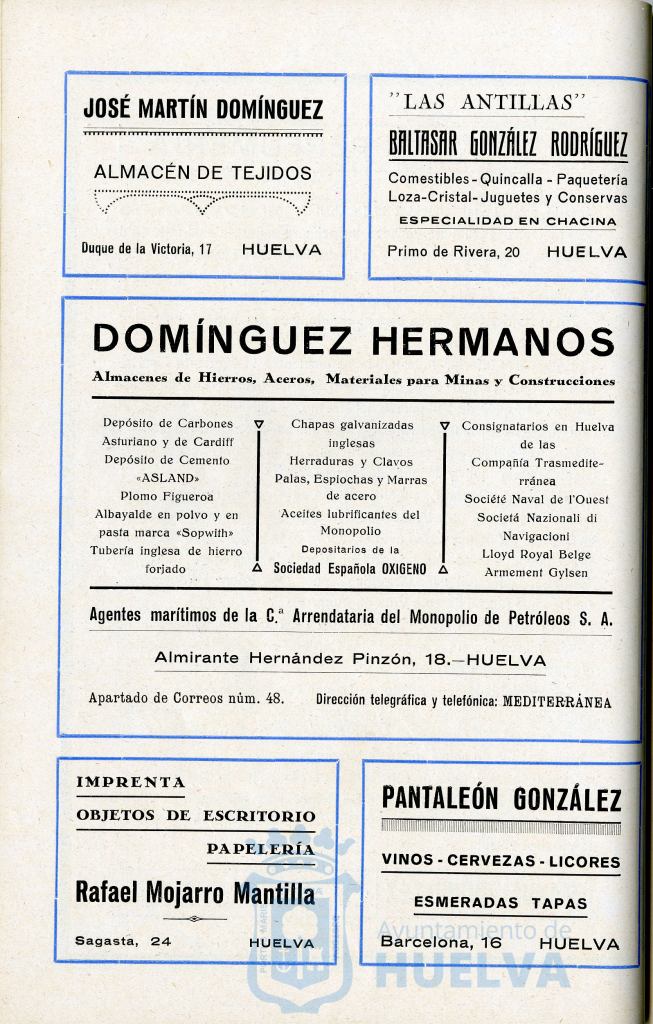 JOSÉ MARTÍN DOMÍNGUEZ
ALMACÉN DE TEJIDOS
Duque de la Victoria, 17 HUELVA
"LAS ANTILLAS"
BALTASAR GONZÁLEZ RODRÍGUEZ
Comestibles - Quincalla - Paquetería
Loza-Cristal-Juguetes y Conservas
ESPECIALIDAD EN CHACINA
Primo de Rivera, 20 HUELVA
DOMÍNGUEZ HERMANOS
Almacenes de Hierros, Aceros, Materiales para Minas y Construcciones
Depósito de Carbones
Asturiano y de Cardiff
Depósito de Cemento
«ASLAND»
Plomo Figueroa
Albayalde en polvo y en
pasta marca «Sopwith»
Tubería inglesa de hierro
forjado
Chapas galvanizadas
inglesas
Herraduras y Clavos
Palas, Espiochas y Marras
de acero
Aceites lubrificantes del
Monopolio
Depositarios de la
Sociedad Española OXIGENO
Consignatarios en Huelva
de las
Compañía Trasmedite-
rránea
Société Naval de l'Ouest
Societá Nazionali di
Navigacioni
Lloyd Royal Belge
Armement Gylsen
Agentes marítimos de la C.ª Arrendataria del Monopolio de Petróleos S. A.
Almirante Hernández Pinzón, 18.—HUELVA
Apartado de Correos núm. 48. Dirección telegráfica y telefónica: MEDITERRÁNEA
IMPRENTA
OBJETOS DE ESCRITORIO
PAPELERÍA
Rafael Mojarro Mantilla
Sagasta, 24 HUELVA
PANTALEÓN GONZÁLEZ
VINOS - CERVEZAS - LICORES
ESMERADAS TAPAS
Barcelona, 16 HUELVA
Ayuntamiento de
HUELVA